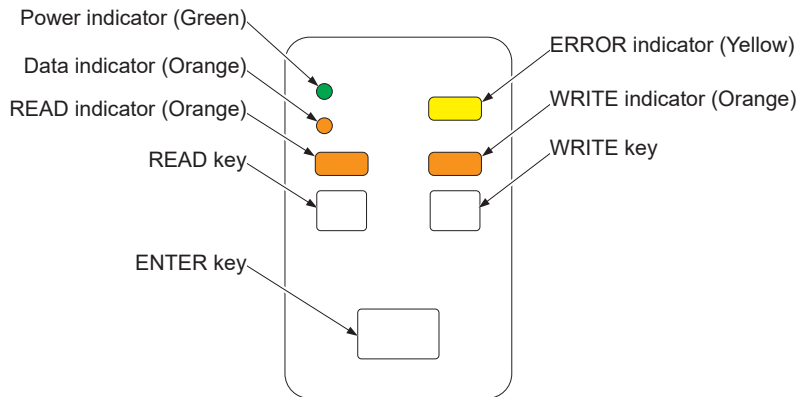 Power indicator (Green)
Data indicator (Orange)
READ indicator (Orange)
READ key
ENTER key
ERROR indicator (Yellow)
WRITE indicator (Orange)
WRITE key